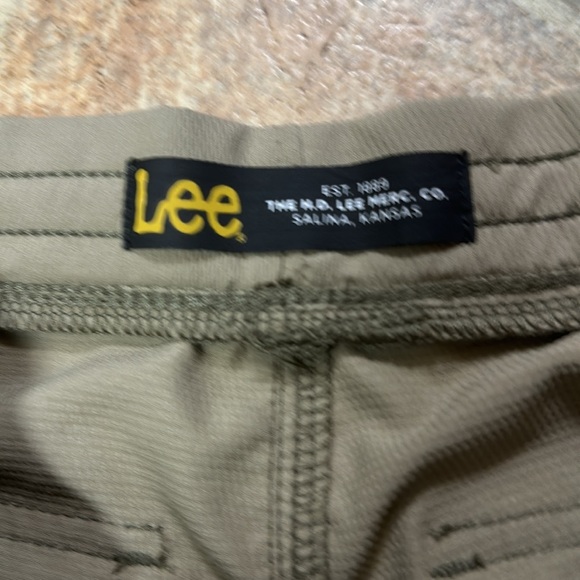 Lee®
EST. 1889
THE H.D. LEE MERC. CO.
SALINA, KANSAS